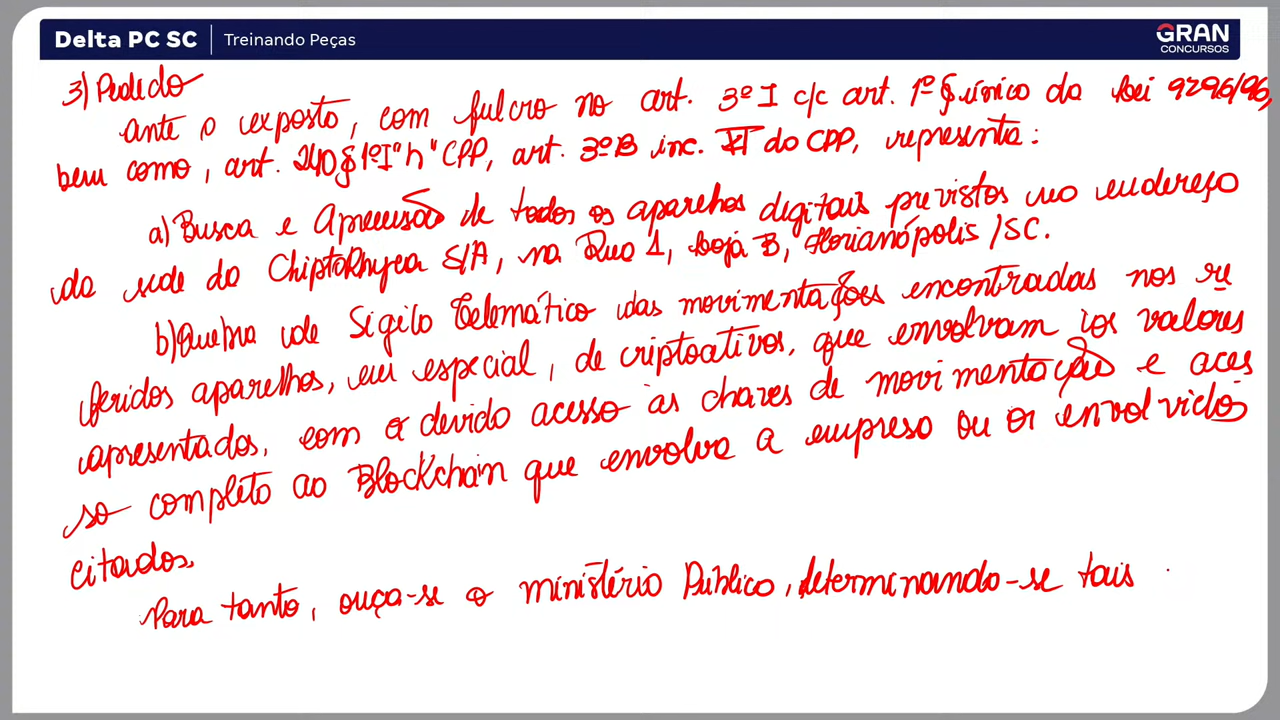 Delta PC SC | Treinando Peças
GRAN
CONCURSOS
3) Pedido
Ante o exposto, com fulcro no art. 3º I c/c art. 1º § único da Lei 9296/96,
bem como, art. 240 § 1º I "h" CPP, art. 3º B inc. XI do CPP, representa:
a) Busca e Apreensão de todos os aparelhos digitais previstos no endereço
da sede da ChiptoRhyea S/A, na Rua 1, loja B, Florianópolis/SC.
b) Quebra de Sigilo Telemático das movimentações encontradas nos re
feridos aparelhos, em especial, de criptoativos, que envolvam os valores
apresentados, com o devido acesso às chaves de movimentação e aces
so completo ao Blockchain que envolva a empresa ou os envolvidos
citados.
Para tanto, ouça-se o ministério Público, determinando-se tais